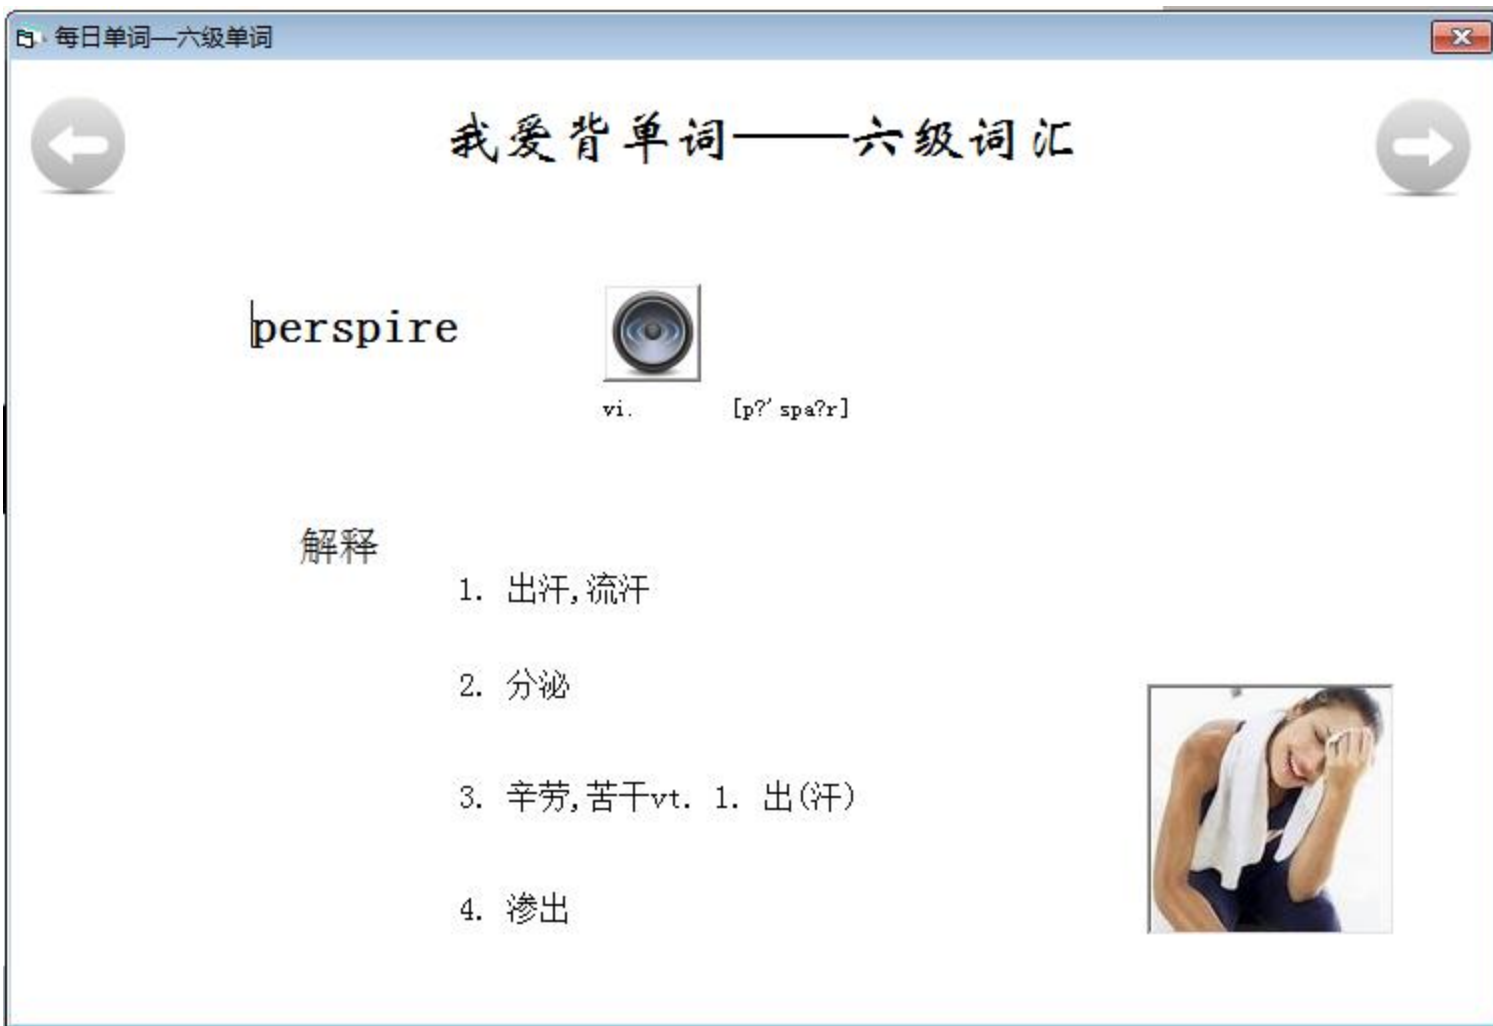 每日单词—六级单词
我爱背单词——六级词汇
perspire
vi. [p?'spa?r]
解释
1. 出汗,流汗
2. 分泌
3. 辛劳,苦干vt. 1. 出(汗)
4. 渗出